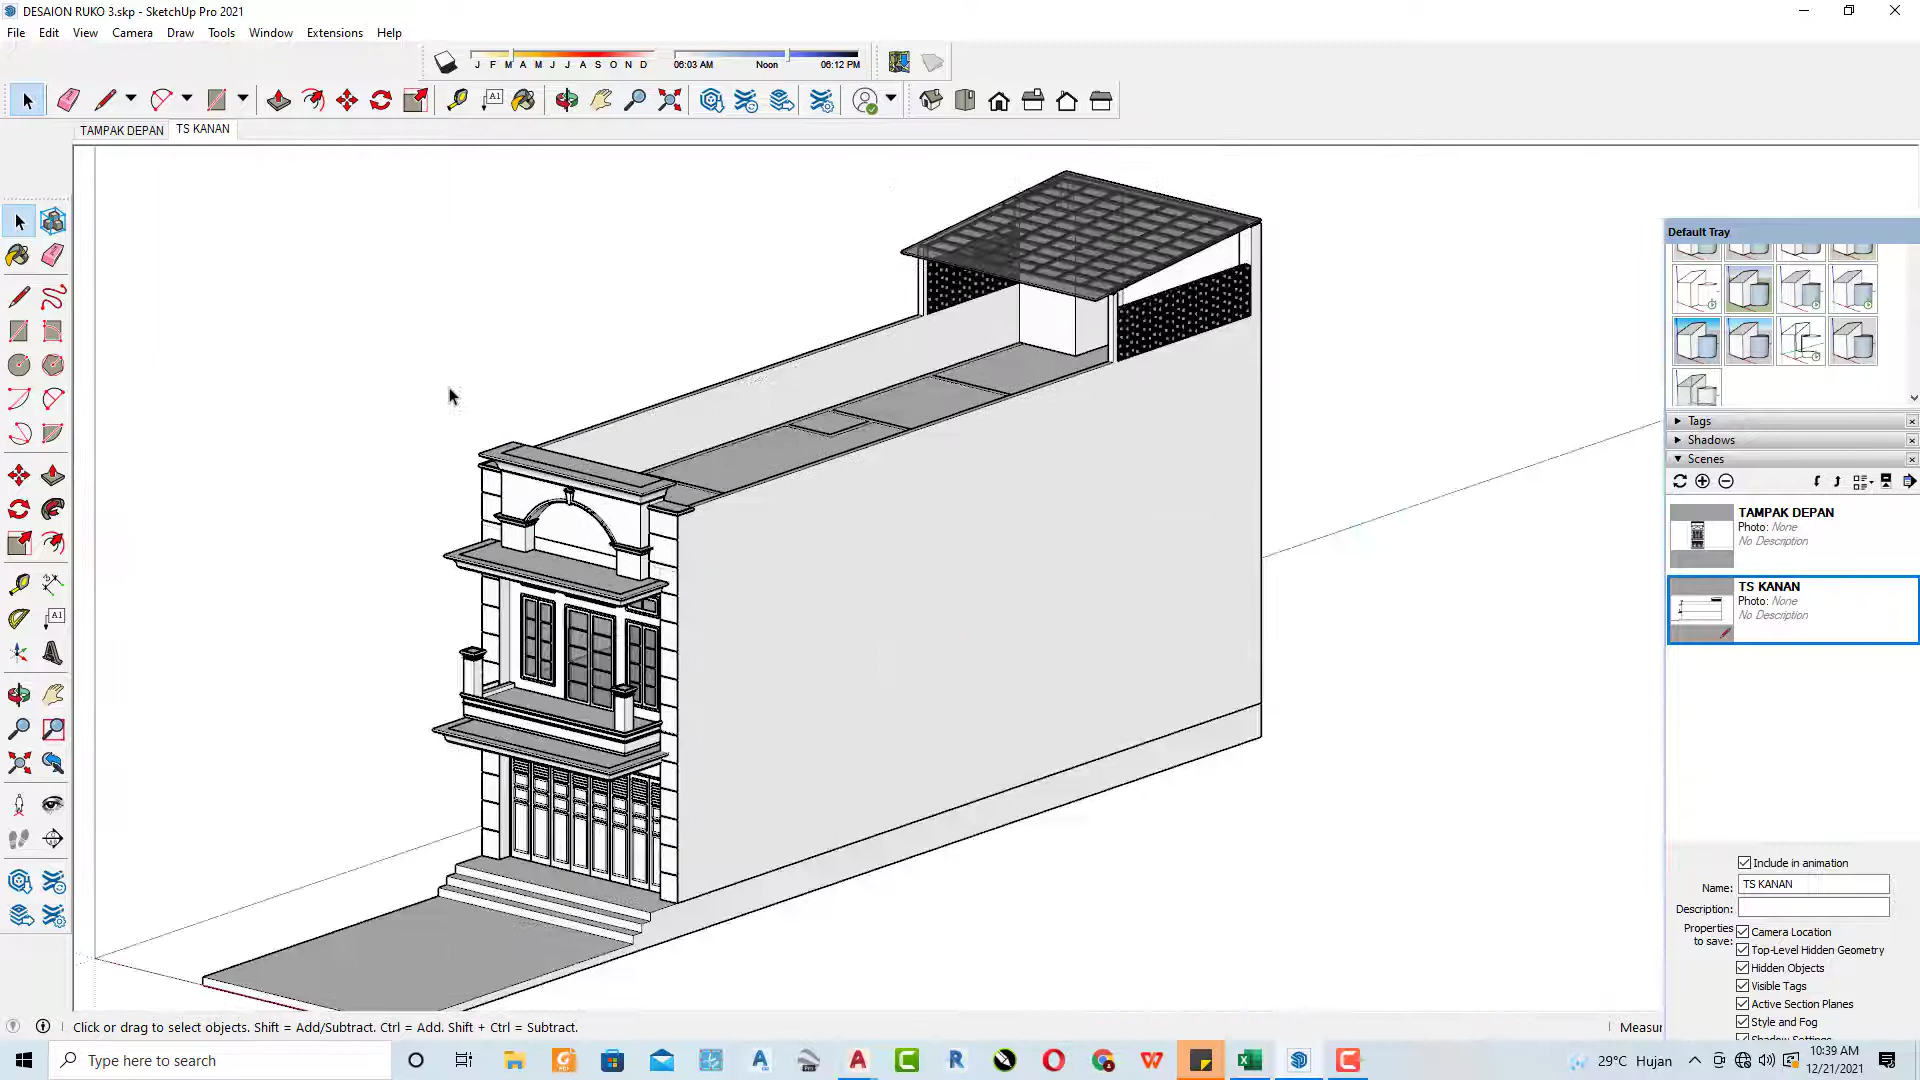 DESAION RUKO 3.skp - SketchUp Pro 2021
File Edit View Camera Draw Tools Window Extensions Help
J F M A M J J A S O N D
06:03 AM Noon 06:12 PM
A1
TAMPAK DEPAN TS KANAN
Default Tray
Tags
Shadows
Scenes
TAMPAK DEPAN
Photo: None
No Description
TS KANAN
Photo: None
No Description
A1
Include in animation
Name: TS KANAN
Description:
Properties to save:
Camera Location
Top-Level Hidden Geometry
Hidden Objects
Visible Tags
Active Section Planes
Style and Fog
Click or drag to select objects. Shift = Add/Subtract. Ctrl = Add. Shift + Ctrl = Subtract.
Measur
Type here to search
29°C Hujan
10:39 AM
12/21/2021